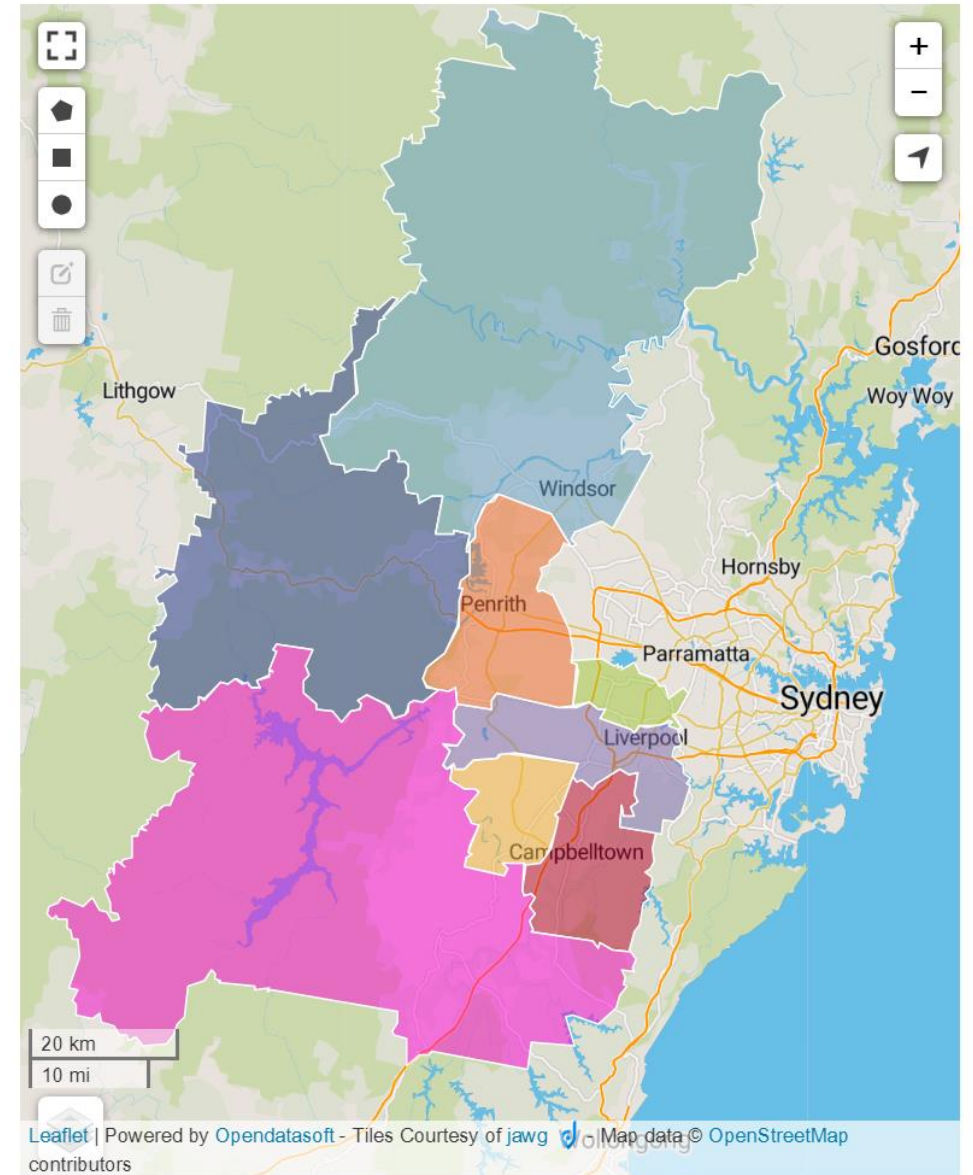 +
−
Gosford
Lithgow
Woy Woy
Windsor
Hornsby
Penrith
Parramatta
Sydney
Liverpool
Campbelltown
20 km
10 mi
Leaflet | Powered by Opendatasoft - Tiles Courtesy of jawg - Map data © OpenStreetMap
contributors
Wollongong